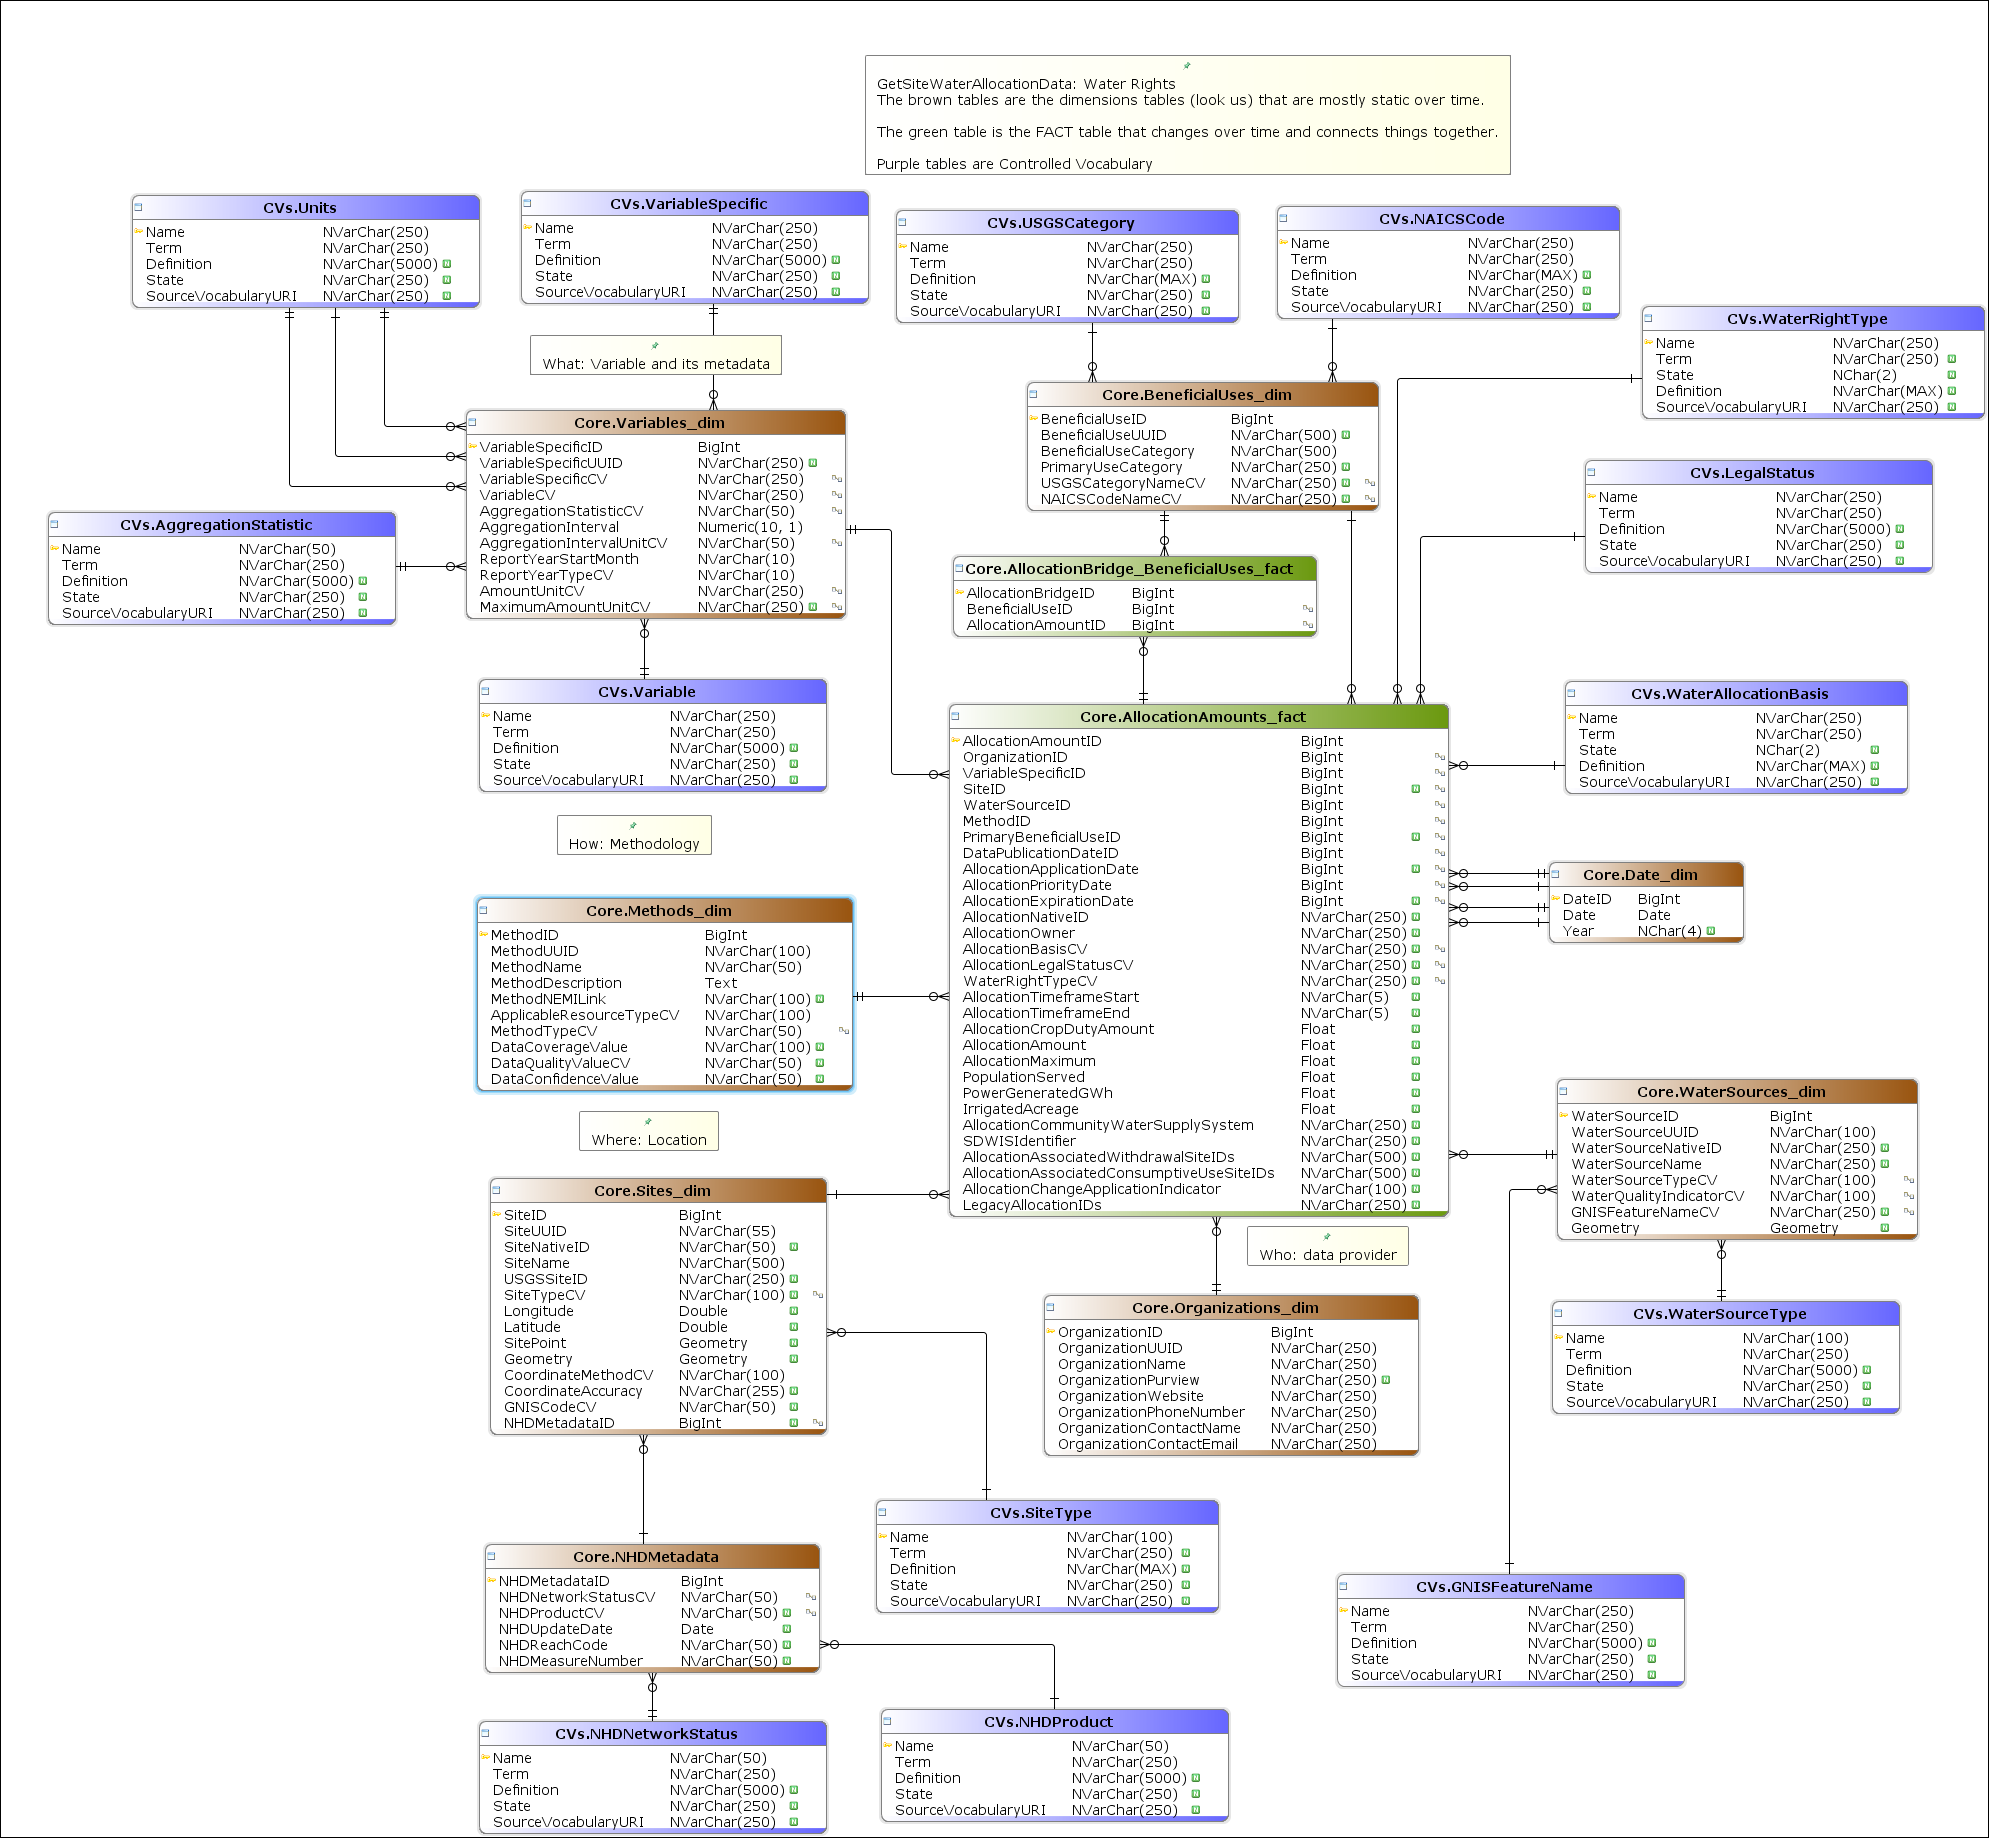 GetSiteWaterAllocationData: Water Rights
The brown tables are the dimensions tables (look us) that are mostly static over time.
The green table is the FACT table that changes over time and connects things together.
Purple tables are Controlled Vocabulary
CVs.Units
Name NVarChar(250)
Term NVarChar(250)
Definition NVarChar(5000) N
State NVarChar(250) N
SourceVocabularyURI NVarChar(250) N
CVs.VariableSpecific
Name NVarChar(250)
Term NVarChar(250)
Definition NVarChar(5000) N
State NVarChar(250) N
SourceVocabularyURI NVarChar(250) N
CVs.USGSCategory
Name NVarChar(250)
Term NVarChar(250)
Definition NVarChar(MAX) N
State NVarChar(250) N
SourceVocabularyURI NVarChar(250) N
CVs.NAICSCode
Name NVarChar(250)
Term NVarChar(250)
Definition NVarChar(MAX) N
State NVarChar(250) N
SourceVocabularyURI NVarChar(250) N
CVs.WaterRightType
Name NVarChar(250)
Term NVarChar(250) N
State NChar(2) N
Definition NVarChar(MAX) N
SourceVocabularyURI NVarChar(250) N
What: Variable and its metadata
Core.Variables_dim
VariableSpecificID BigInt
VariableSpecificUUID NVarChar(250) N
VariableSpecificCV NVarChar(250)
VariableCV NVarChar(250)
AggregationStatisticCV NVarChar(50)
AggregationInterval Numeric(10, 1)
AggregationIntervalUnitCV NVarChar(50)
ReportYearStartMonth NVarChar(10)
ReportYearTypeCV NVarChar(10)
AmountUnitCV NVarChar(250)
MaximumAmountUnitCV NVarChar(250) N
Core.BeneficialUses_dim
BeneficialUseID BigInt
BeneficialUseUUID NVarChar(500) N
BeneficialUseCategory NVarChar(500)
PrimaryUseCategory NVarChar(250) N
USGSCategoryNameCV NVarChar(250) N
NAICSCodeNameCV NVarChar(250) N
CVs.LegalStatus
Name NVarChar(250)
Term NVarChar(250)
Definition NVarChar(5000) N
State NVarChar(250) N
SourceVocabularyURI NVarChar(250) N
CVs.AggregationStatistic
Name NVarChar(50)
Term NVarChar(250)
Definition NVarChar(5000) N
State NVarChar(250) N
SourceVocabularyURI NVarChar(250) N
Core.AllocationBridge_BeneficialUses_fact
AllocationBridgeID BigInt
BeneficialUseID BigInt
AllocationAmountID BigInt
CVs.Variable
Name NVarChar(250)
Term NVarChar(250)
Definition NVarChar(5000) N
State NVarChar(250) N
SourceVocabularyURI NVarChar(250) N
Core.AllocationAmounts_fact
AllocationAmountID BigInt
OrganizationID BigInt
VariableSpecificID BigInt
SiteID BigInt N
WaterSourceID BigInt
MethodID BigInt
PrimaryBeneficialUseID BigInt N
DataPublicationDateID BigInt
AllocationApplicationDate BigInt N
AllocationPriorityDate BigInt
AllocationExpirationDate BigInt N
AllocationNativeID NVarChar(250) N
AllocationOwner NVarChar(250) N
AllocationBasisCV NVarChar(250) N
AllocationLegalStatusCV NVarChar(250) N
WaterRightTypeCV NVarChar(250) N
AllocationTimeframeStart NVarChar(5) N
AllocationTimeframeEnd NVarChar(5) N
AllocationCropDutyAmount Float N
AllocationAmount Float N
AllocationMaximum Float N
PopulationServed Float N
PowerGeneratedGWh Float N
IrrigatedAcreage Float N
AllocationCommunityWaterSupplySystem NVarChar(250) N
SDWISIdentifier NVarChar(250) N
AllocationAssociatedWithdrawalSiteIDs NVarChar(500) N
AllocationAssociatedConsumptiveUseSiteIDs NVarChar(500) N
AllocationChangeApplicationIndicator NVarChar(100) N
LegacyAllocationIDs NVarChar(250) N
CVs.WaterAllocationBasis
Name NVarChar(250)
Term NVarChar(250)
State NChar(2) N
Definition NVarChar(MAX) N
SourceVocabularyURI NVarChar(250) N
How: Methodology
Core.Date_dim
DateID BigInt
Date Date
Year NChar(4) N
Core.Methods_dim
MethodID BigInt
MethodUUID NVarChar(100)
MethodName NVarChar(50)
MethodDescription Text
MethodNEMILink NVarChar(100) N
ApplicableResourceTypeCV NVarChar(100)
MethodTypeCV NVarChar(50)
DataCoverageValue NVarChar(100) N
DataQualityValueCV NVarChar(50) N
DataConfidenceValue NVarChar(50) N
Where: Location
Core.WaterSources_dim
WaterSourceID BigInt
WaterSourceUUID NVarChar(100)
WaterSourceNativeID NVarChar(250) N
WaterSourceName NVarChar(250) N
WaterSourceTypeCV NVarChar(100)
WaterQualityIndicatorCV NVarChar(100)
GNISFeatureNameCV NVarChar(250) N
Geometry Geometry N
Core.Sites_dim
SiteID BigInt
SiteUUID NVarChar(55)
SiteNativeID NVarChar(50) N
SiteName NVarChar(500)
USGSSiteID NVarChar(250) N
SiteTypeCV NVarChar(100) N
Longitude Double N
Latitude Double N
SitePoint Geometry N
Geometry Geometry N
CoordinateMethodCV NVarChar(100)
CoordinateAccuracy NVarChar(255) N
GNISCodeCV NVarChar(50) N
NHDMetadataID BigInt N
Who: data provider
Core.Organizations_dim
OrganizationID BigInt
OrganizationUUID NVarChar(250)
OrganizationName NVarChar(250)
OrganizationPurview NVarChar(250) N
OrganizationWebsite NVarChar(250)
OrganizationPhoneNumber NVarChar(250)
OrganizationContactName NVarChar(250)
OrganizationContactEmail NVarChar(250)
CVs.WaterSourceType
Name NVarChar(100)
Term NVarChar(250)
Definition NVarChar(5000) N
State NVarChar(250) N
SourceVocabularyURI NVarChar(250) N
CVs.SiteType
Name NVarChar(100)
Term NVarChar(250) N
Definition NVarChar(MAX) N
State NVarChar(250) N
SourceVocabularyURI NVarChar(250) N
Core.NHDMetadata
NHDMetadataID BigInt
NHDNetworkStatusCV NVarChar(50)
NHDProductCV NVarChar(50) N
NHDUpdateDate Date N
NHDReachCode NVarChar(50) N
NHDMeasureNumber NVarChar(50) N
CVs.GNISFeatureName
Name NVarChar(250)
Term NVarChar(250)
Definition NVarChar(5000) N
State NVarChar(250) N
SourceVocabularyURI NVarChar(250) N
CVs.NHDNetworkStatus
Name NVarChar(50)
Term NVarChar(250)
Definition NVarChar(5000) N
State NVarChar(250) N
SourceVocabularyURI NVarChar(250) N
CVs.NHDProduct
Name NVarChar(50)
Term NVarChar(250)
Definition NVarChar(5000) N
State NVarChar(250) N
SourceVocabularyURI NVarChar(250) N